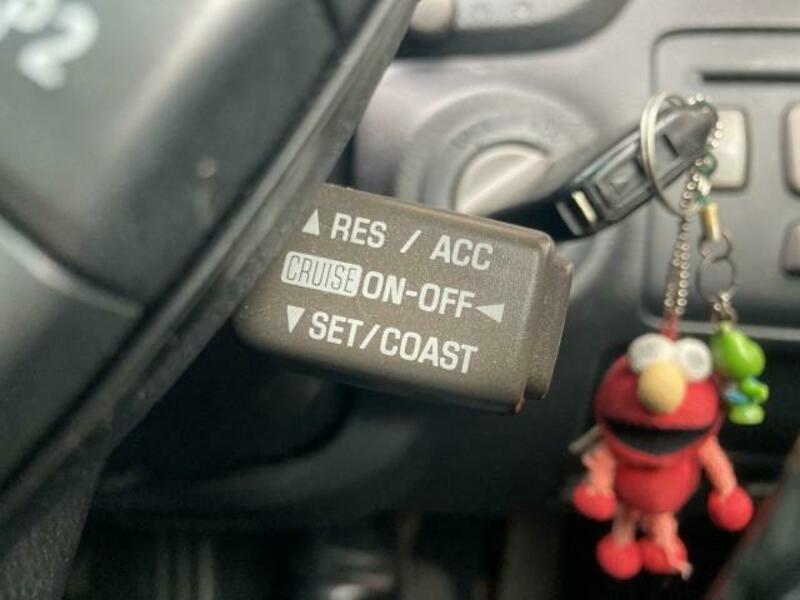 ▲ RES / ACC
CRUISE ON-OFF ◀
▼ SET/COAST